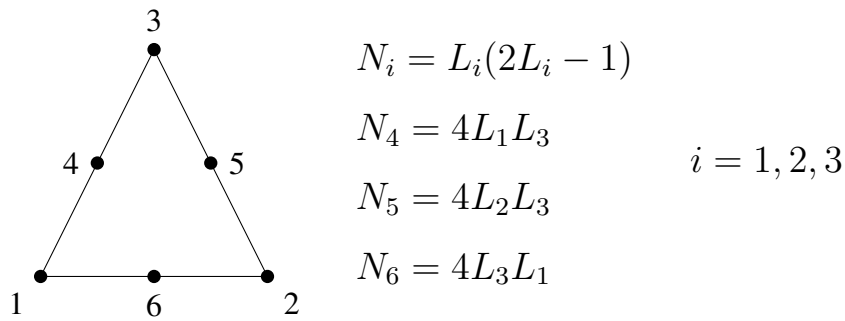 3
4
5
1
6
2
N_i = L_i(2L_i − 1)
N_4 = 4L_1L_3
N_5 = 4L_2L_3
N_6 = 4L_3L_1
i = 1, 2, 3